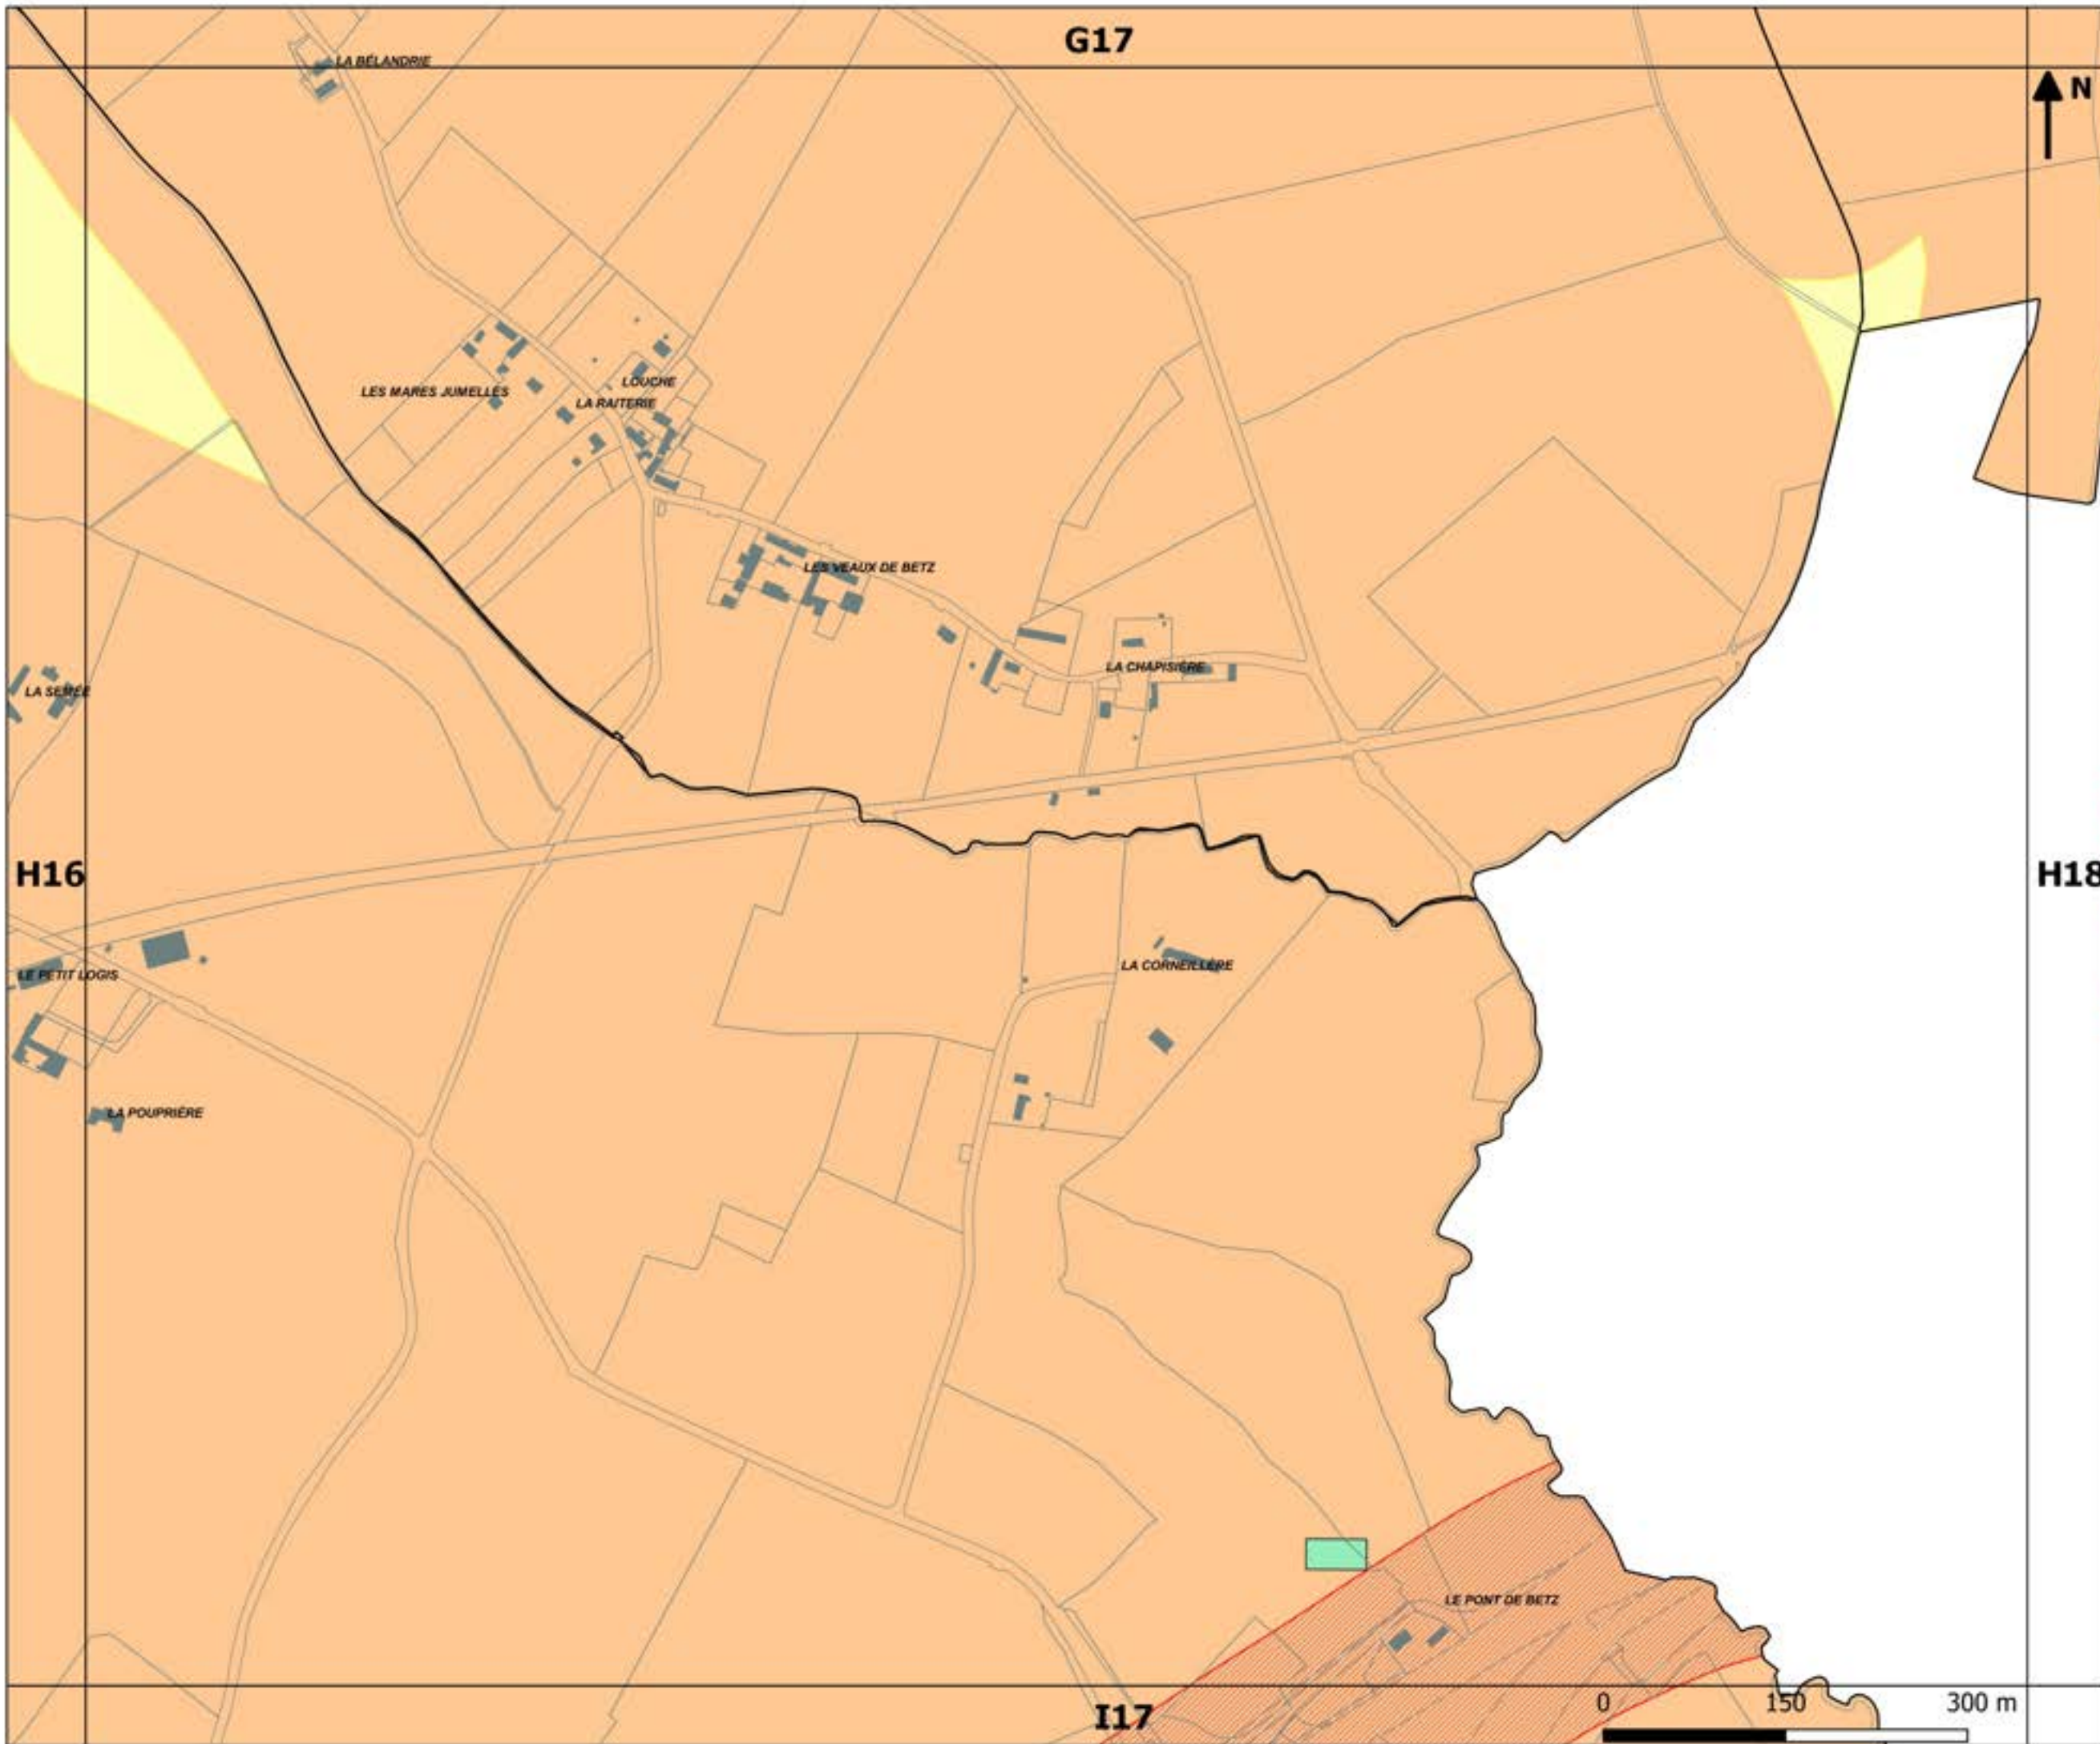 G17
LA BÉLANDRIE
N
LOUCHE
LES MARES JUMELLES
LA RAITERIE
LES VEAUX DE BETZ
LA CHAPISIÈRE
LA SEMÉE
H16
H18
LA CORNEILLÈRE
LE PETIT LOGIS
LA POUPRIÈRE
LE PONT DE BETZ
I17
0 150 300 m